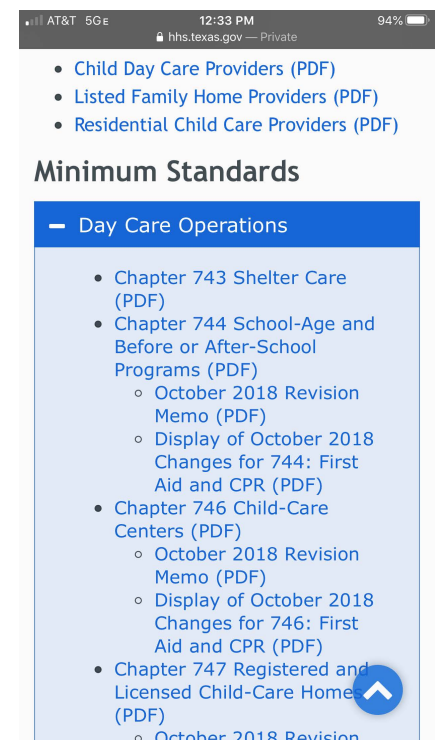 AT&T 5GE 12:33 PM 94%
hhs.texas.gov — Private
• Child Day Care Providers (PDF)
• Listed Family Home Providers (PDF)
• Residential Child Care Providers (PDF)
Minimum Standards
Day Care Operations
• Chapter 743 Shelter Care
(PDF)
• Chapter 744 School-Age and
Before or After-School
Programs (PDF)
◦ October 2018 Revision
Memo (PDF)
◦ Display of October 2018
Changes for 744: First
Aid and CPR (PDF)
• Chapter 746 Child-Care
Centers (PDF)
◦ October 2018 Revision
Memo (PDF)
◦ Display of October 2018
Changes for 746: First
Aid and CPR (PDF)
• Chapter 747 Registered and
Licensed Child-Care Homes
(PDF)
◦ October 2018 Revision